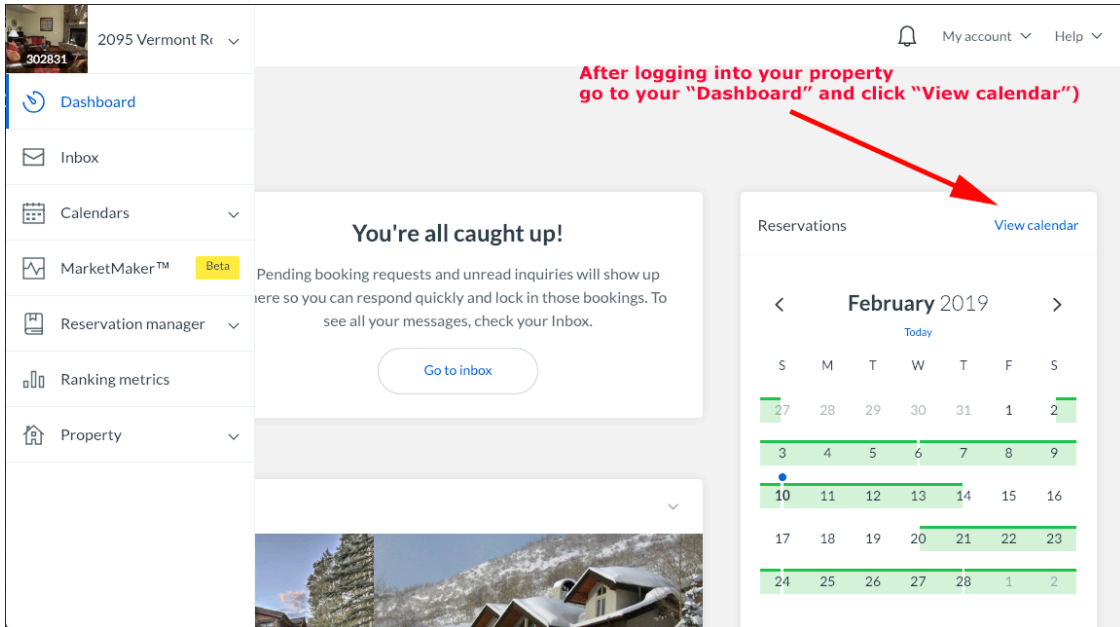 2095 Vermont Ro
302831
My account
Help
After logging into your property
go to your “Dashboard” and click “View calendar”)
Dashboard
Inbox
Calendars
MarketMaker™ Beta
Reservation manager
Ranking metrics
Property
You're all caught up!
Pending booking requests and unread inquiries will show up
here so you can respond quickly and lock in those bookings. To
see all your messages, check your Inbox.
Go to inbox
Reservations View calendar
February 2019
Today
S M T W T F S
27 28 29 30 31 1 2
3 4 5 6 7 8 9
10 11 12 13 14 15 16
17 18 19 20 21 22 23
24 25 26 27 28 1 2